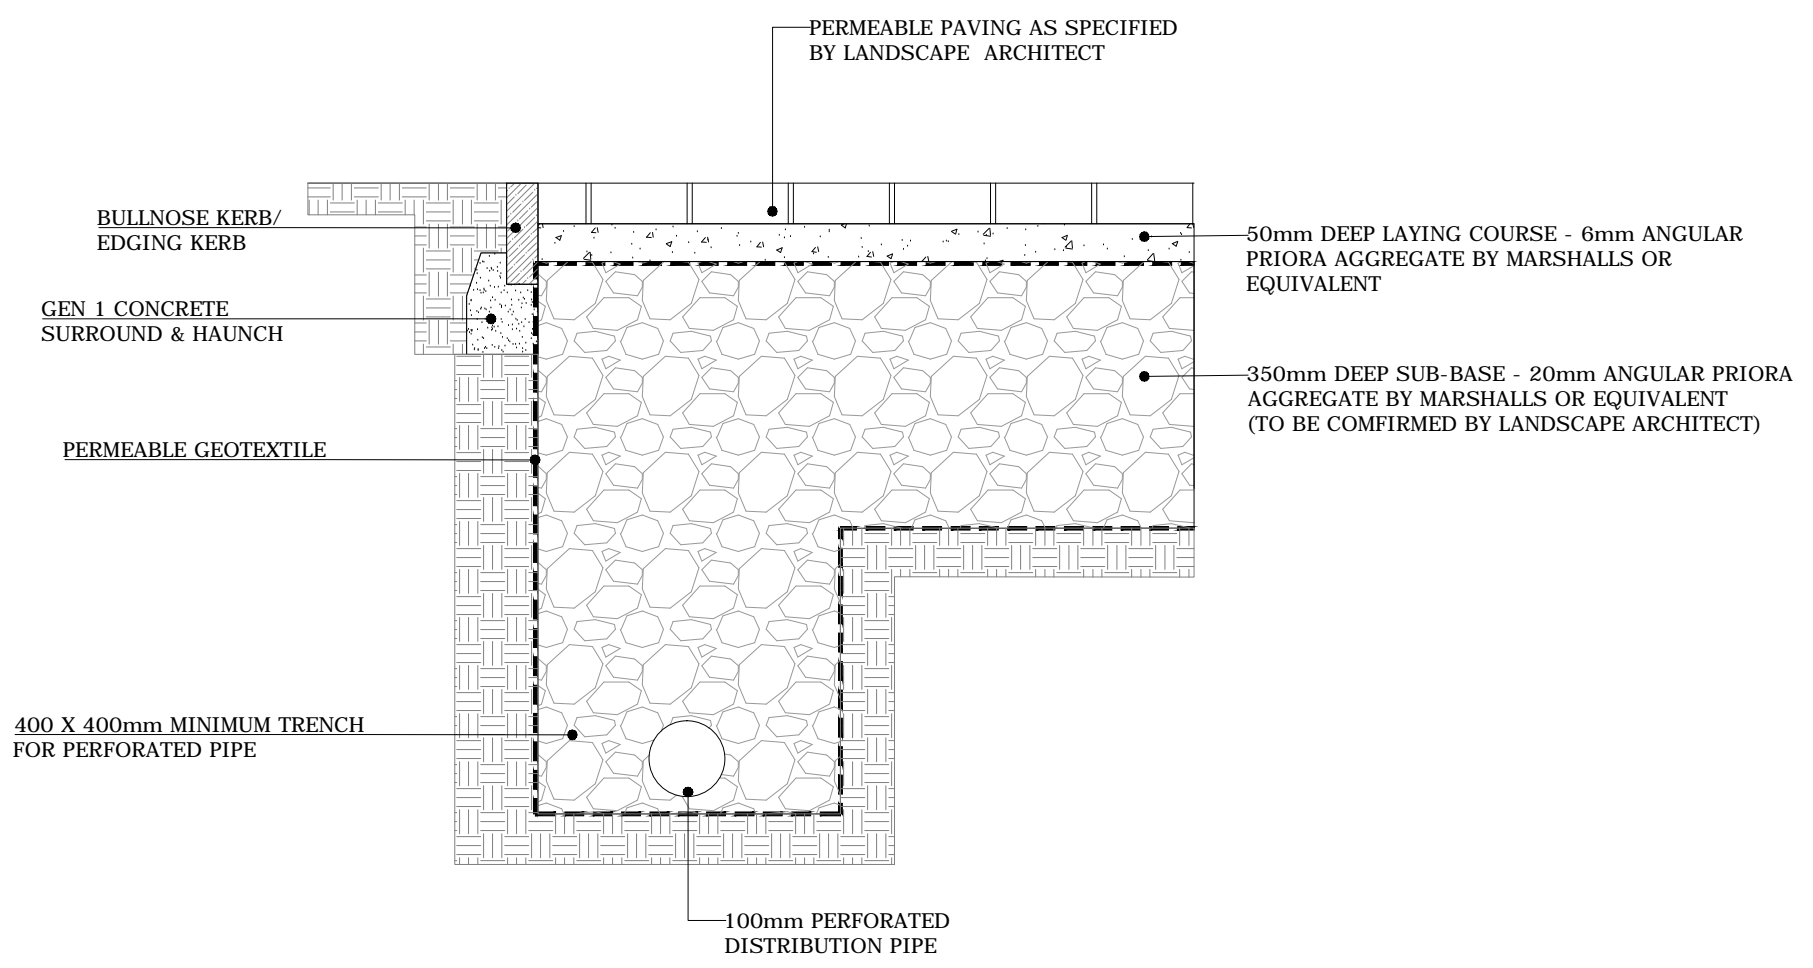 PERMEABLE PAVING AS SPECIFIED
BY LANDSCAPE ARCHITECT
BULLNOSE KERB/
EDGING KERB
50mm DEEP LAYING COURSE - 6mm ANGULAR
PRIORA AGGREGATE BY MARSHALLS OR
EQUIVALENT
GEN 1 CONCRETE
SURROUND & HAUNCH
350mm DEEP SUB-BASE - 20mm ANGULAR PRIORA
AGGREGATE BY MARSHALLS OR EQUIVALENT
(TO BE COMFIRMED BY LANDSCAPE ARCHITECT)
PERMEABLE GEOTEXTILE
400 X 400mm MINIMUM TRENCH
FOR PERFORATED PIPE
100mm PERFORATED
DISTRIBUTION PIPE